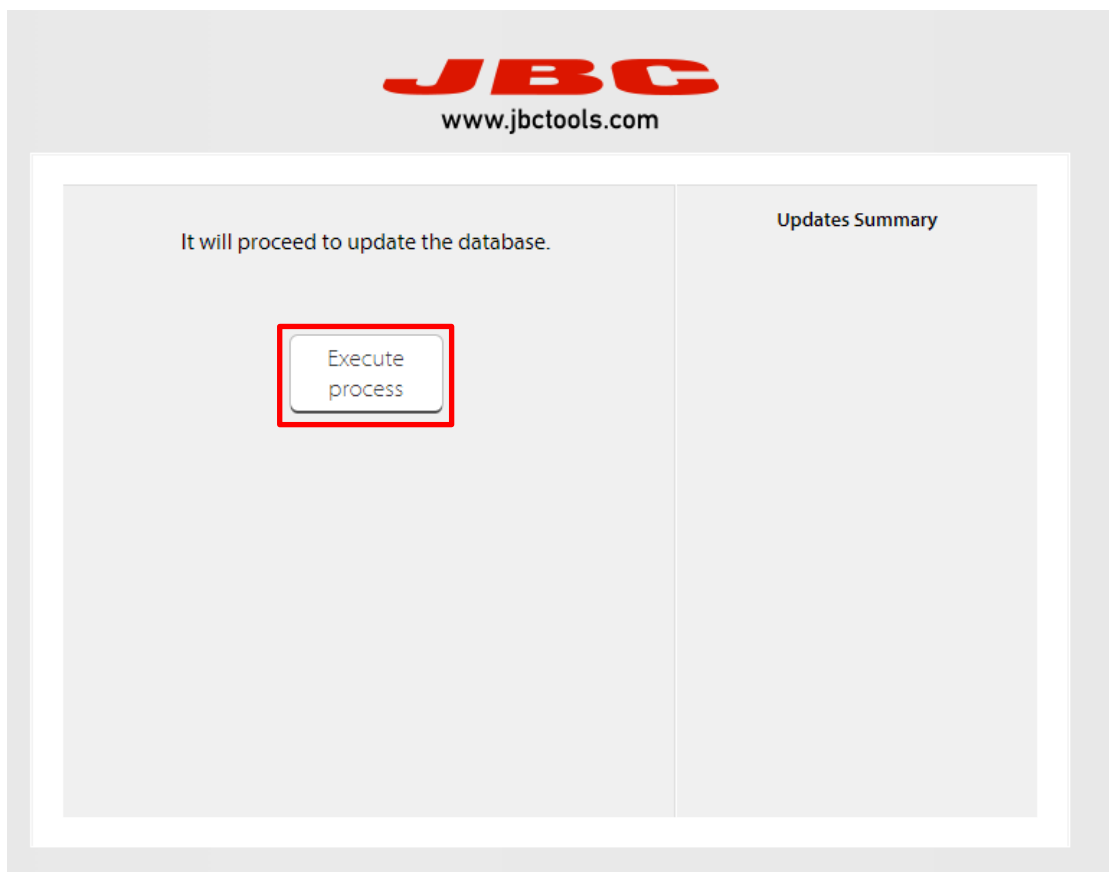 JBC
www.jbctools.com
It will proceed to update the database.
Execute
process
Updates Summary